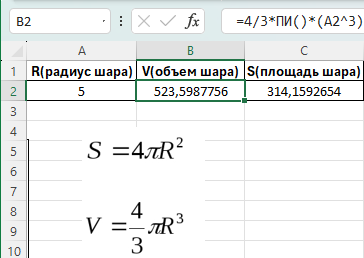 B2 fx =4/3*ПИ()*(A2^3)
A B C
1 R(радиус шара) V(объем шара) S(площадь шара)
2 5 523,5987756 314,1592654
3
4
5 S = 4πR²
6
7
8 V = 4/3 πR³
9
10